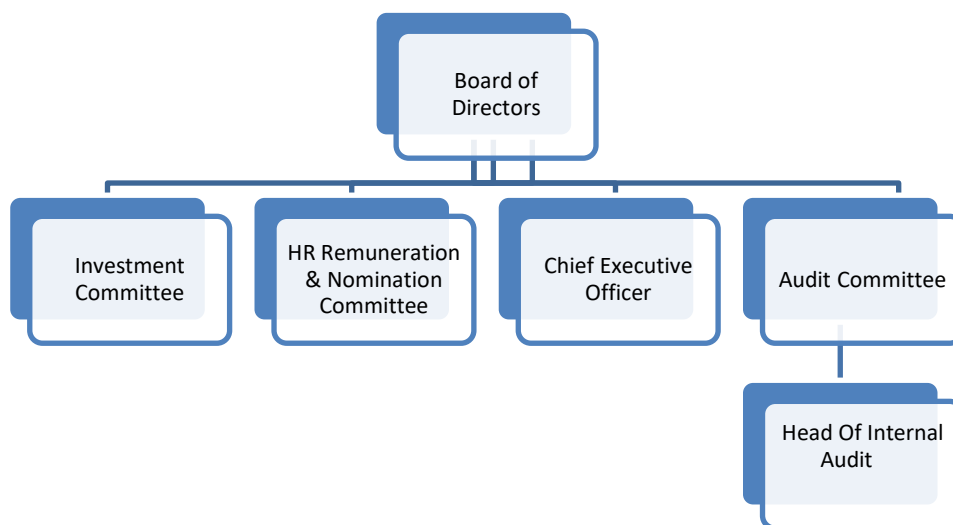 Board of
Directors
Investment
Committee
HR Remuneration
& Nomination
Committee
Chief Executive
Officer
Audit Committee
Head Of Internal
Audit